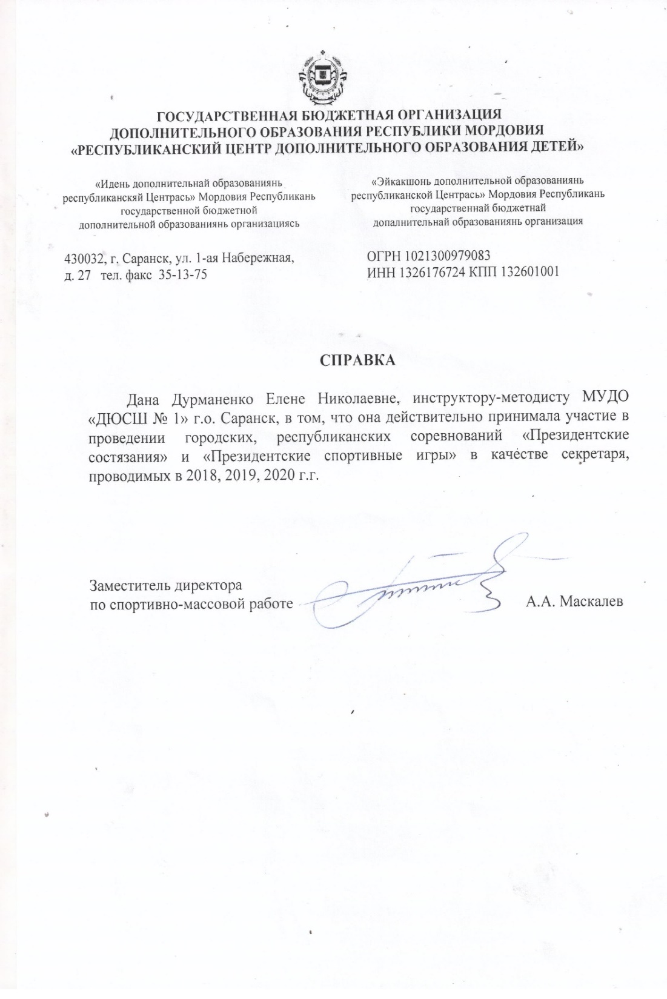 ГОСУДАРСТВЕННАЯ БЮДЖЕТНАЯ ОРГАНИЗАЦИЯ
ДОПОЛНИТЕЛЬНОГО ОБРАЗОВАНИЯ РЕСПУБЛИКИ МОРДОВИЯ
«РЕСПУБЛИКАНСКИЙ ЦЕНТР ДОПОЛНИТЕЛЬНОГО ОБРАЗОВАНИЯ ДЕТЕЙ»
«Идень дополнительнай образованиянь
республиканскяй Центрась» Мордовия Республикань
государственной бюджетной
дополнительной образованиянь организациясь
«Эйкакшонь дополнительной образованиянь
республиканской Центрась» Мордовия Республикань
государственнай бюджетнай
допалнительнай образованиянь организация
430032, г. Саранск, ул. 1-ая Набережная,
д. 27 тел. факс 35-13-75
ОГРН 1021300979083
ИНН 1326176724 КПП 132601001
СПРАВКА
Дана Дурманенко Елене Николаевне, инструктору-методисту МУДО
«ДЮСШ № 1» г.о. Саранск, в том, что она действительно принимала участие в
проведении городских, республиканских соревнований «Президентские
состязания» и «Президентские спортивные игры» в качестве секретаря,
проводимых в 2018, 2019, 2020 г.г.
Заместитель директора
по спортивно-массовой работе
А.А. Маскалев